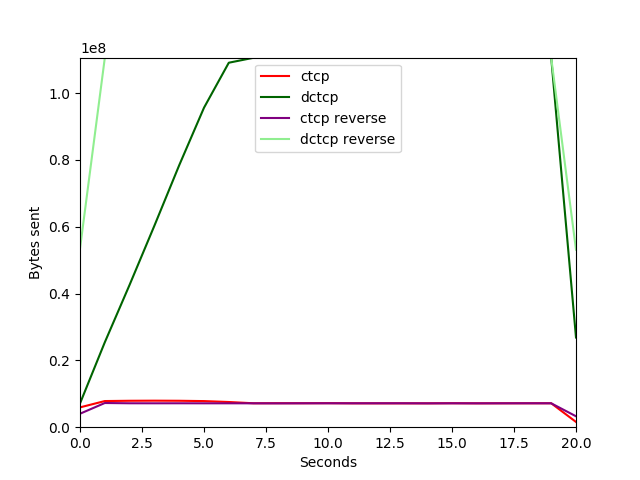 1e8
ctcp
dctcp
ctcp reverse
dctcp reverse
1.0
0.8
0.6
0.4
0.2
0.0
Bytes sent
0.0 2.5 5.0 7.5 10.0 12.5 15.0 17.5 20.0
Seconds